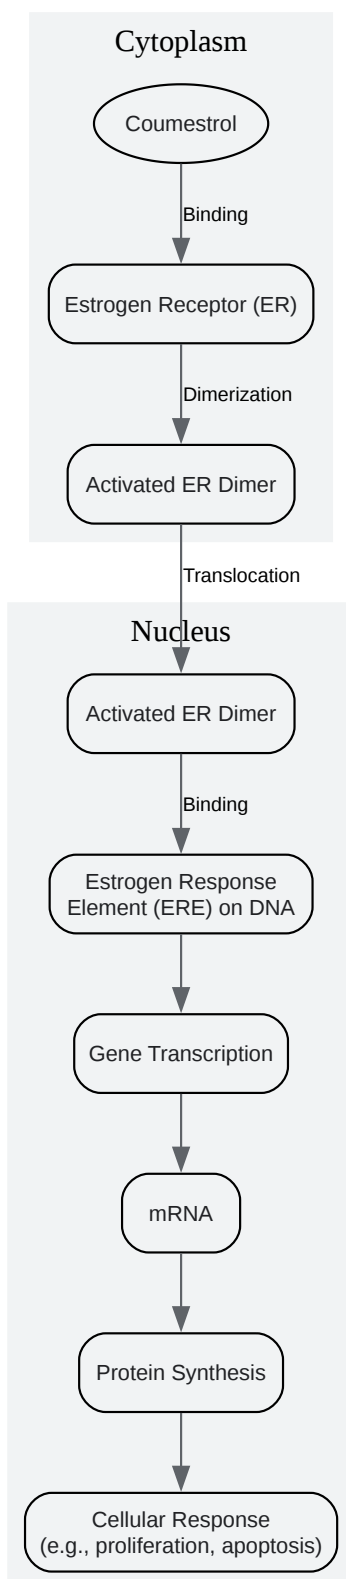 Cytoplasm
Coumestrol
Binding
Estrogen Receptor (ER)
Dimerization
Activated ER Dimer
Translocation
Nucleus
Activated ER Dimer
Binding
Estrogen Response
Element (ERE) on DNA
Gene Transcription
mRNA
Protein Synthesis
Cellular Response
(e.g., proliferation, apoptosis)